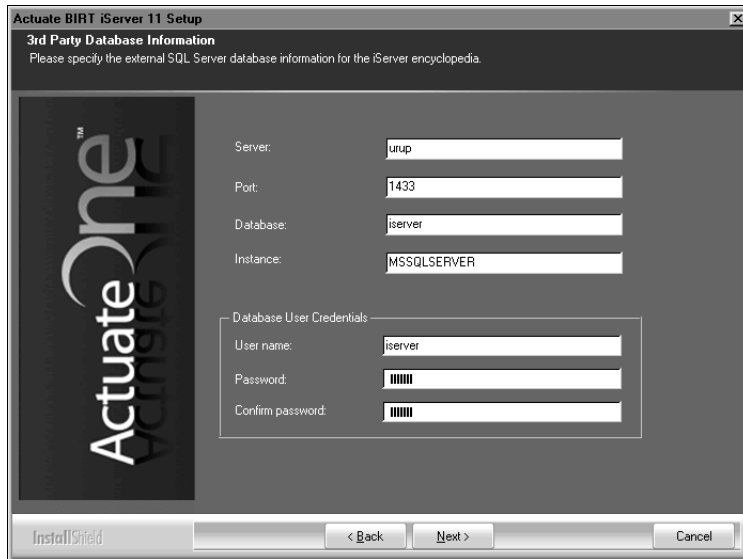 Actuate BIRT iServer 11 Setup
3rd Party Database Information
Please specify the external SQL Server database information for the iServer encyclopedia.
ActuateOne™
Server:
urup
Port:
1433
Database:
iserver
Instance:
MSSQLSERVER
Database User Credentials
User name:
iserver
Password:
Confirm password:
InstallShield
< Back
Next >
Cancel